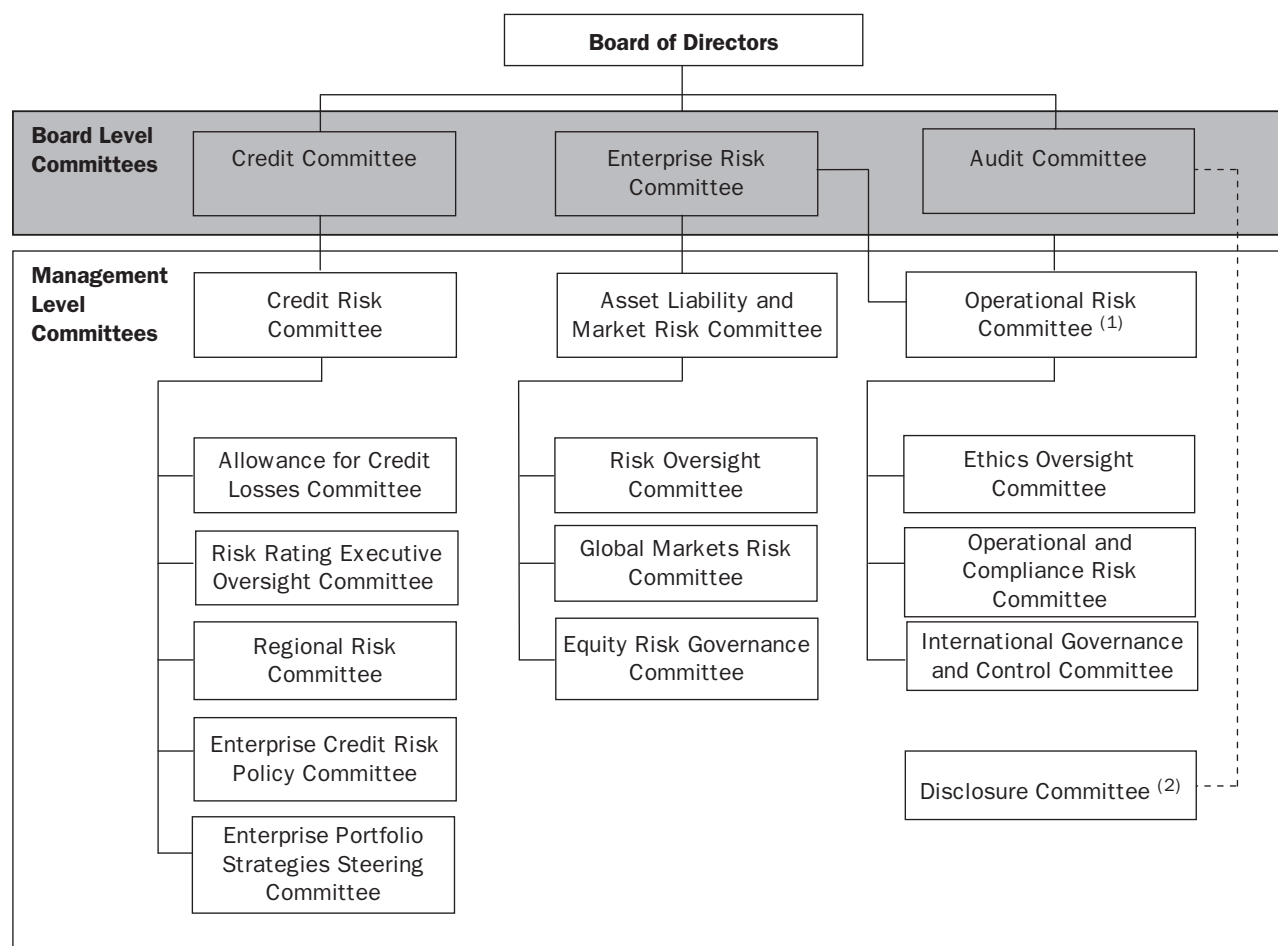 Board of Directors
Board Level
Committees
Credit Committee
Enterprise Risk
Committee
Audit Committee
Management
Level
Committees
Credit Risk
Committee
Asset Liability and
Market Risk Committee
Operational Risk
Committee (1)
Allowance for Credit
Losses Committee
Risk Oversight
Committee
Ethics Oversight
Committee
Risk Rating Executive
Oversight Committee
Global Markets Risk
Committee
Operational and
Compliance Risk
Committee
Regional Risk
Committee
Equity Risk Governance
Committee
International Governance
and Control Committee
Enterprise Credit Risk
Policy Committee
Disclosure Committee (2)
Enterprise Portfolio
Strategies Steering
Committee